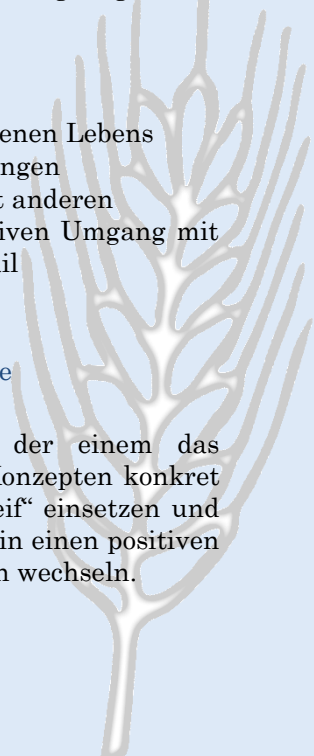 enen Lebens
ngen
t anderen
iven Umgang mit
il
e
der einem das
Konzepten konkret
eif“ einsetzen und
in einen positiven
n wechseln.